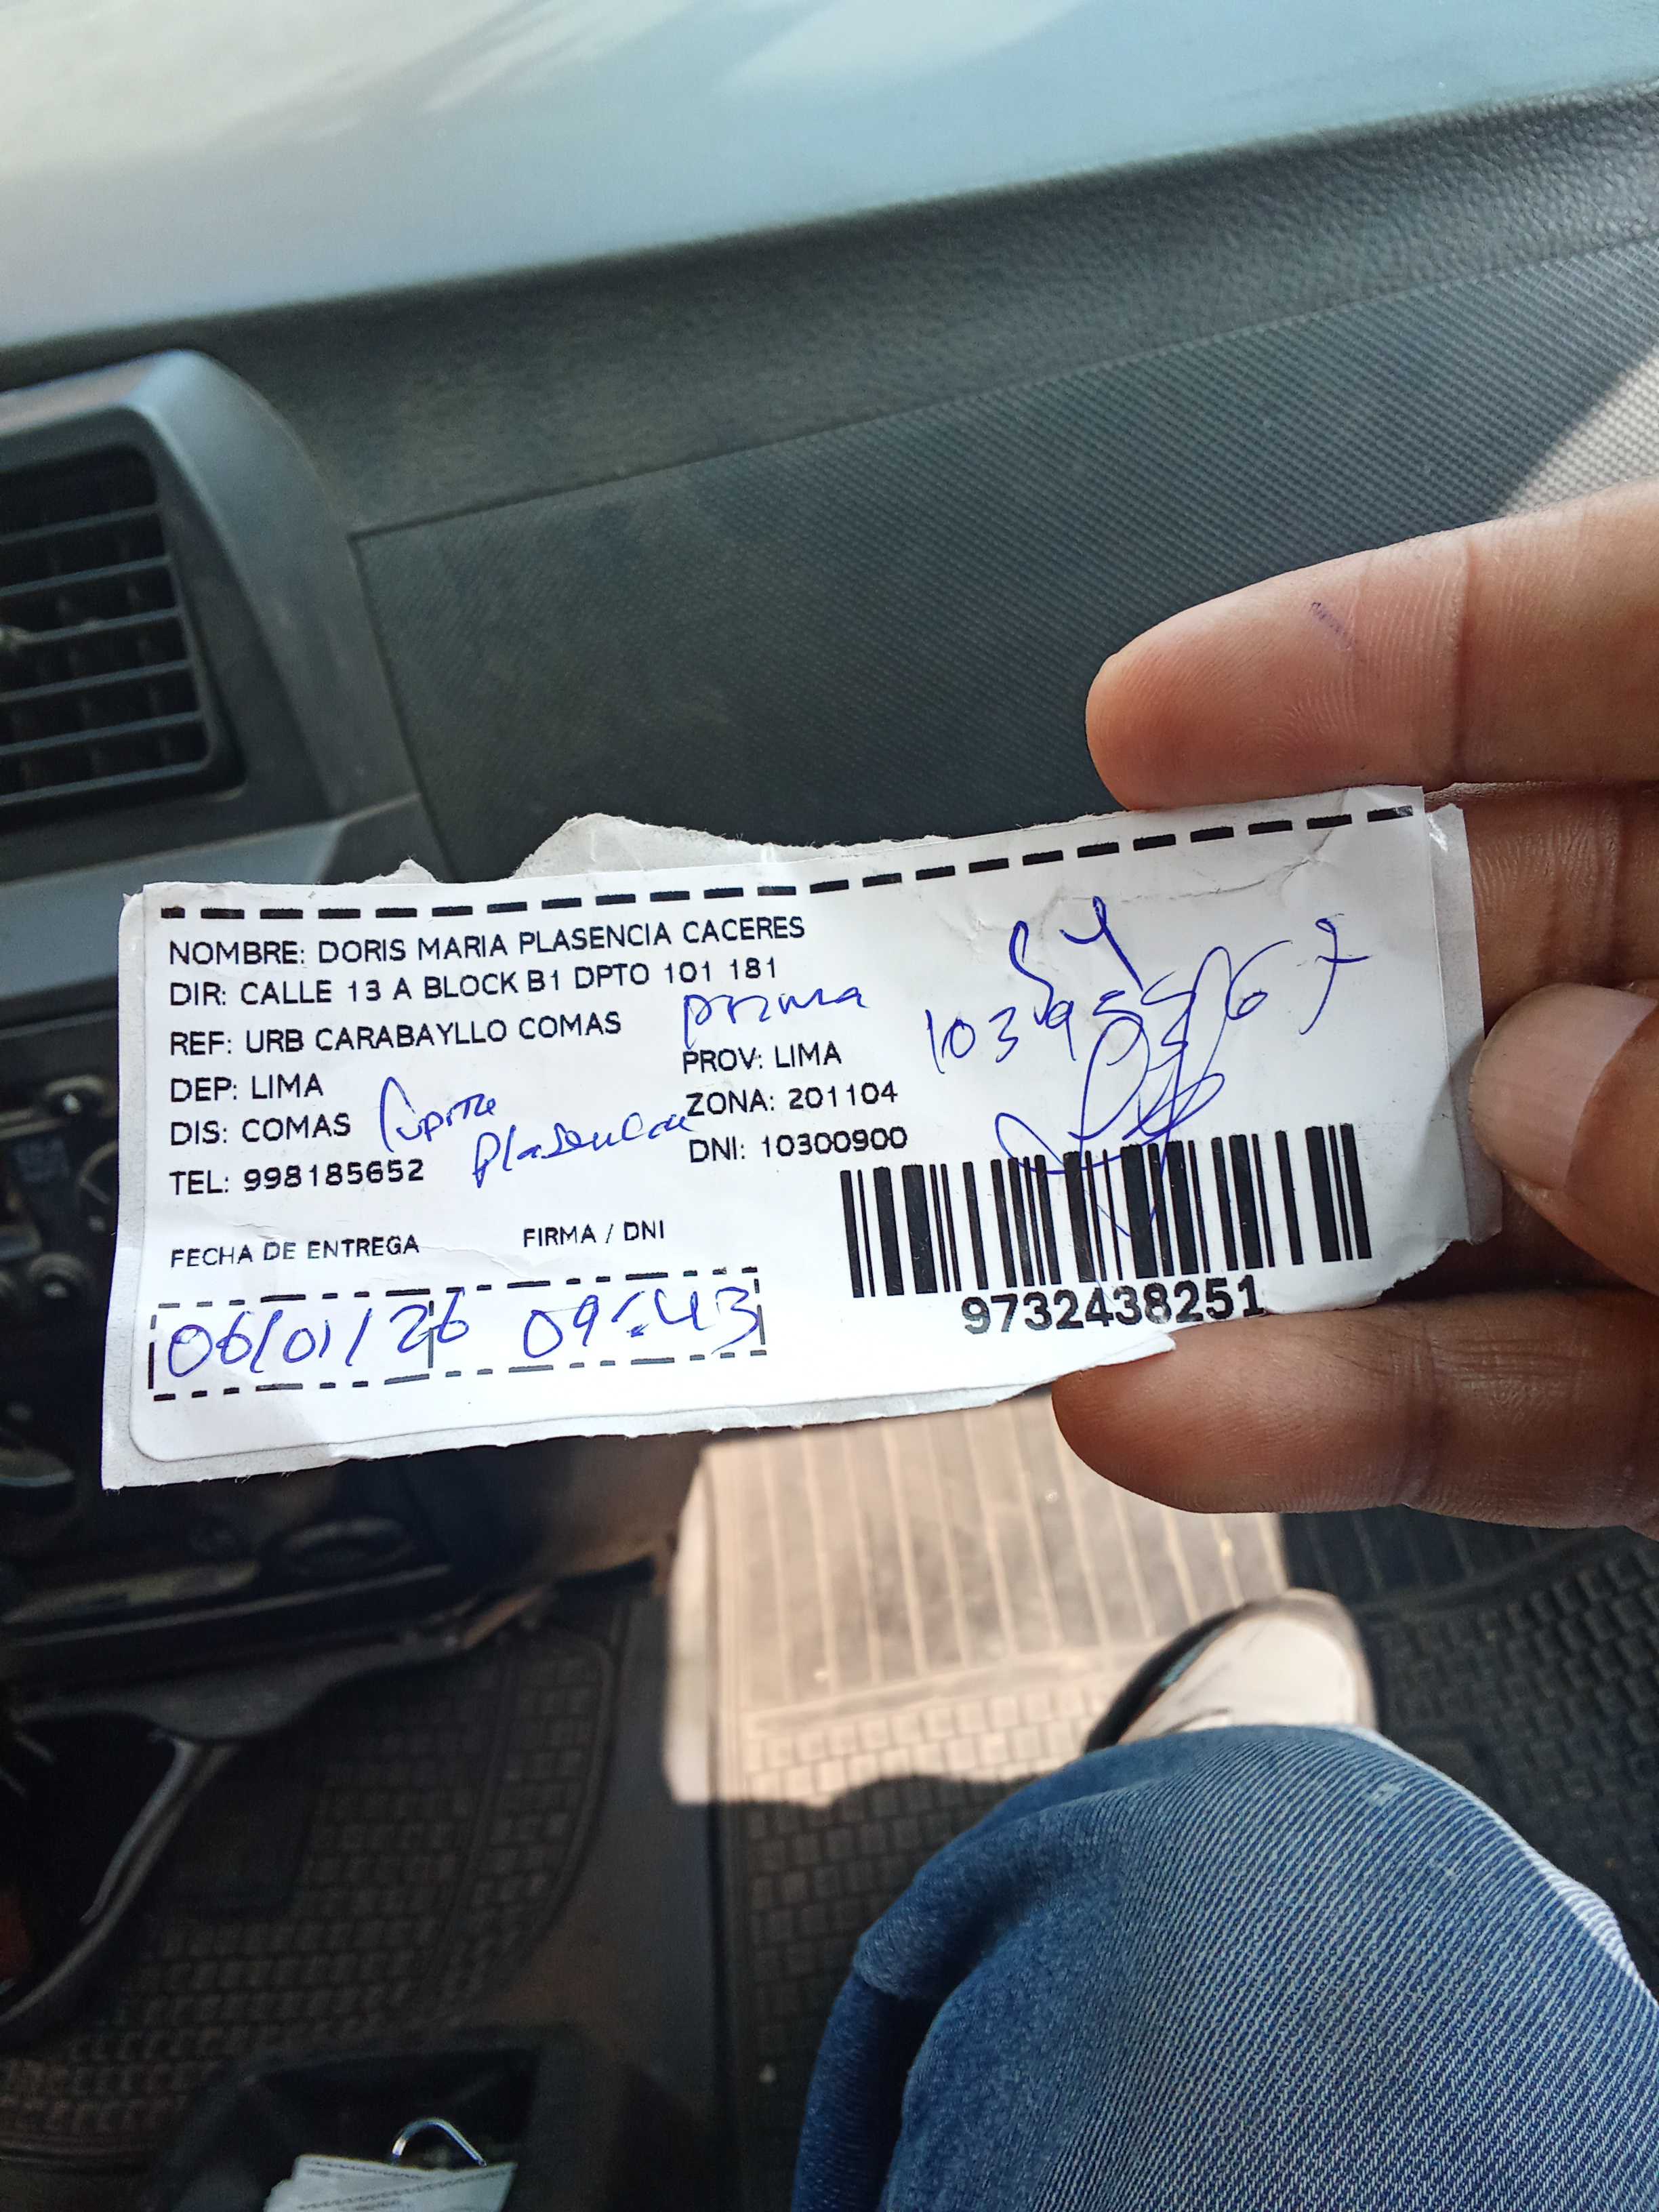 NOMBRE: DORIS MARIA PLASENCIA CACERES
DIR: CALLE 13 A BLOCK B1 DPTO 101 181
REF: URB CARABAYLLO COMAS
prima
DEP: LIMA
PROV: LIMA
DIS: COMAS
ZONA: 201104
Plasencia
TEL: 998185652
DNI: 10300900
FECHA DE ENTREGA
FIRMA / DNI
06/01/26 09:43
9732438251